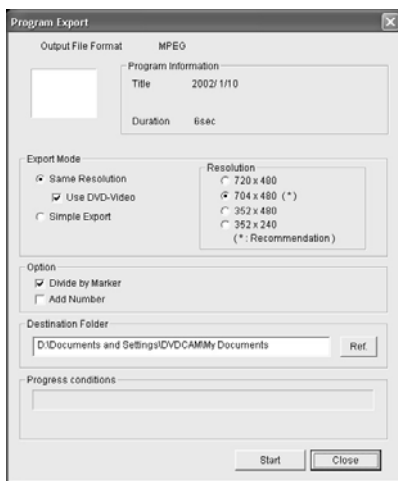 Program Export
Output File Format MPEG
Program Information
Title 2002/ 1/10
Duration 6sec
Export Mode
Same Resolution
Use DVD-Video
Simple Export
Resolution
720 x 480
704 x 480 (*)
352 x 480
352 x 240
(*: Recommendation)
Option
Divide by Marker
Add Number
Destination Folder
D:\Documents and Settings\DVDCAM\My Documents Ref.
Progress conditions
Start Close